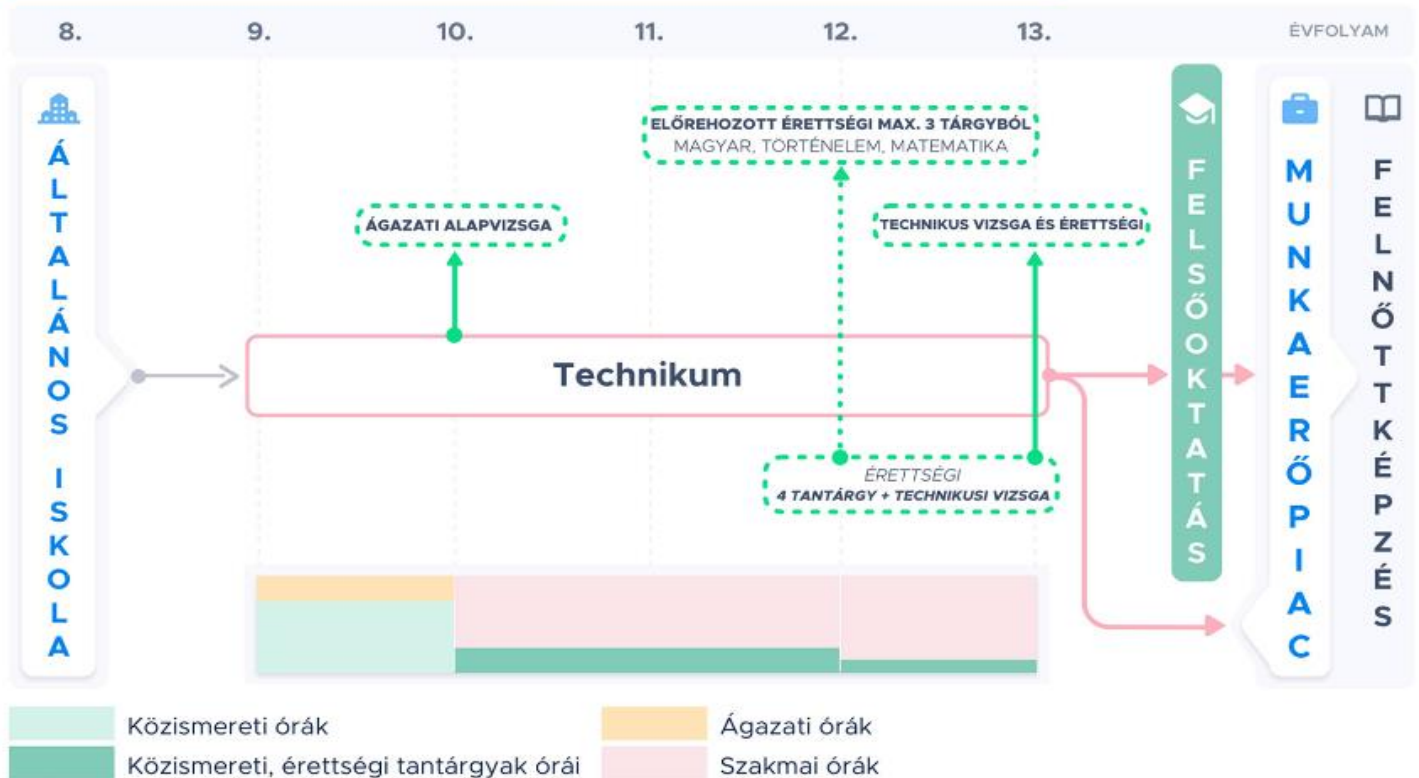 8. 9. 10. 11. 12. 13. ÉVFOLYAM
ÁLTALÁNOS ISKOLA
ELŐREHOZOTT ÉRETTSÉGI MAX. 3 TÁRGYBÓL
MAGYAR, TÖRTÉNELEM, MATEMATIKA
ÁGAZATI ALAPVIZSGA
TECHNIKUS VIZSGA ÉS ÉRETTSÉGI
Technikum
ÉRETTSÉGI
4 TANTÁRGY + TECHNIKUSI VIZSGA
FELSŐOKTATÁS
MUNKAERŐPIAC
FELNŐTTKÉPZÉS
Közismereti órák
Ágazati órák
Közismereti, érettségi tantárgyak órái
Szakmai órák